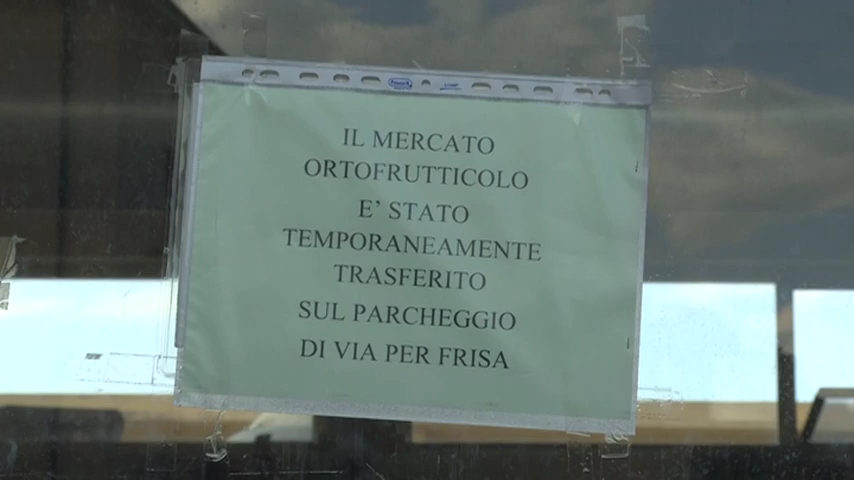 IL MERCATO
ORTOFRUTTICOLO
E' STATO
TEMPORANEAMENTE
TRASFERITO
SUL PARCHEGGIO
DI VIA PER FRISA